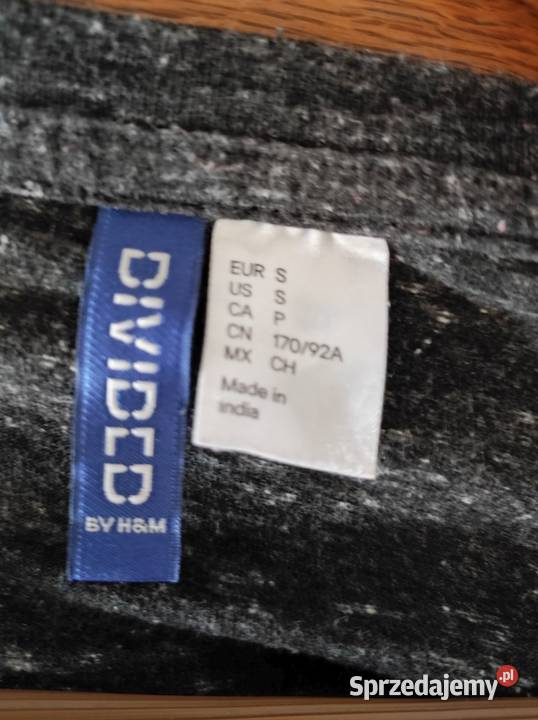 DIVIDED
BY H&M
EUR S
US S
CA P
CN 170/92A
MX CH
Made in
India
Sprzedajemy.pl